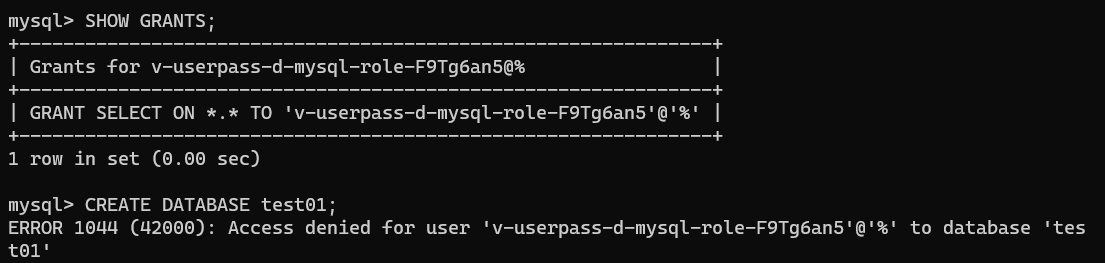 mysql> SHOW GRANTS;
+---------------------------------------------------------------+
| Grants for v-userpass-d-mysql-role-F9Tg6an5@%                 |
+---------------------------------------------------------------+
| GRANT SELECT ON *.* TO 'v-userpass-d-mysql-role-F9Tg6an5'@'%' |
+---------------------------------------------------------------+
1 row in set (0.00 sec)

mysql> CREATE DATABASE test01;
ERROR 1044 (42000): Access denied for user 'v-userpass-d-mysql-role-F9Tg6an5'@'%' to database 'tes
t01'